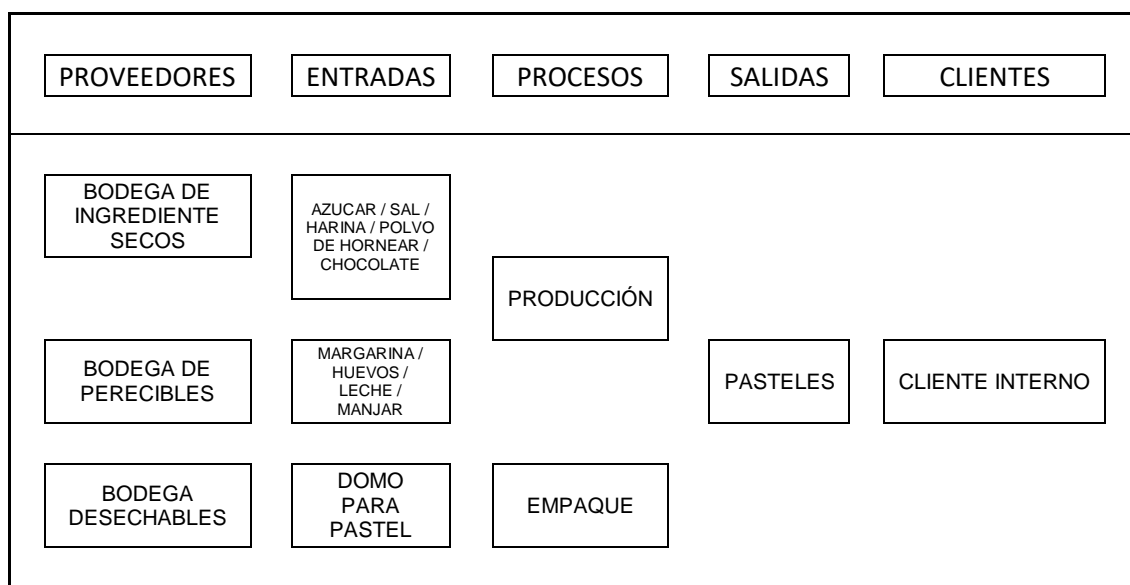 PROVEEDORES
ENTRADAS
PROCESOS
SALIDAS
CLIENTES
BODEGA DE
INGREDIENTE
SECOS
AZUCAR / SAL /
HARINA / POLVO
DE HORNEAR /
CHOCOLATE
PRODUCCIÓN
BODEGA DE
PERECIBLES
MARGARINA /
HUEVOS /
LECHE /
MANJAR
PASTELES
CLIENTE INTERNO
BODEGA
DESECHABLES
DOMO
PARA
PASTEL
EMPAQUE